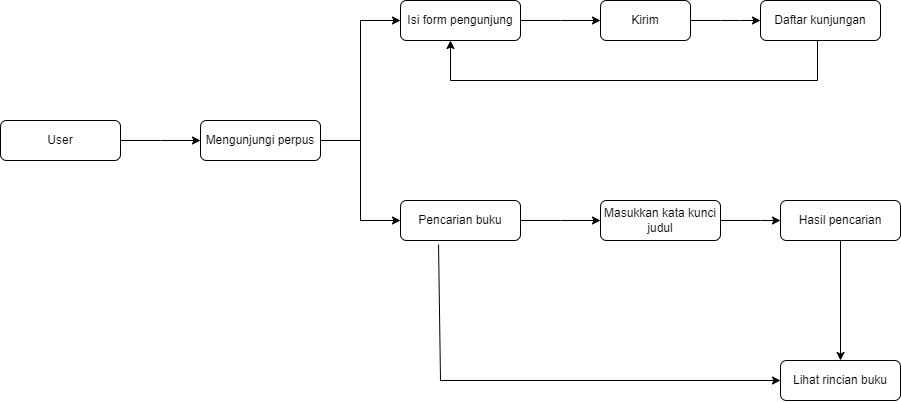 Isi form pengunjung
Kirim
Daftar kunjungan
User
Mengunjungi perpus
Pencarian buku
Masukkan kata kunci
judul
Hasil pencarian
Lihat rincian buku